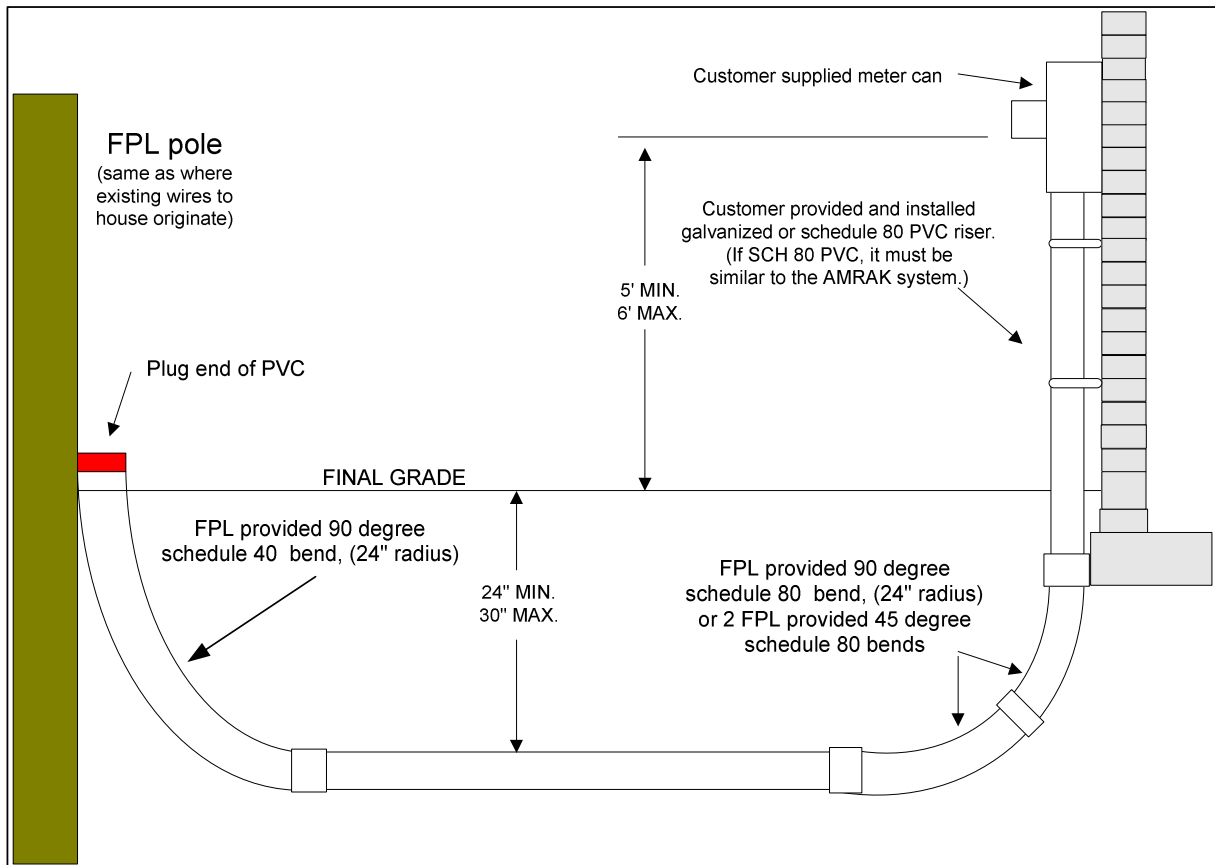 Customer supplied meter can
FPL pole
(same as where
existing wires to
house originate)
Customer provided and installed
galvanized or schedule 80 PVC riser.
(If SCH 80 PVC, it must be
similar to the AMRAK system.)
5' MIN.
6' MAX.
Plug end of PVC
FINAL GRADE
FPL provided 90 degree
schedule 40 bend, (24" radius)
24" MIN.
30" MAX.
FPL provided 90 degree
schedule 80 bend, (24" radius)
or 2 FPL provided 45 degree
schedule 80 bends